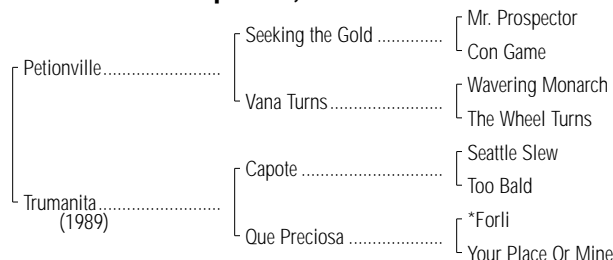 Mr. Prospector
Seeking the Gold ..............
Con Game
Petionville ........................
Wavering Monarch
Vana Turns .......................
The Wheel Turns
Seattle Slew
Capote .............................
Too Bald
Trumanita .........................
(1989)
*Forli
Que Preciosa ...................
Your Place Or Mine